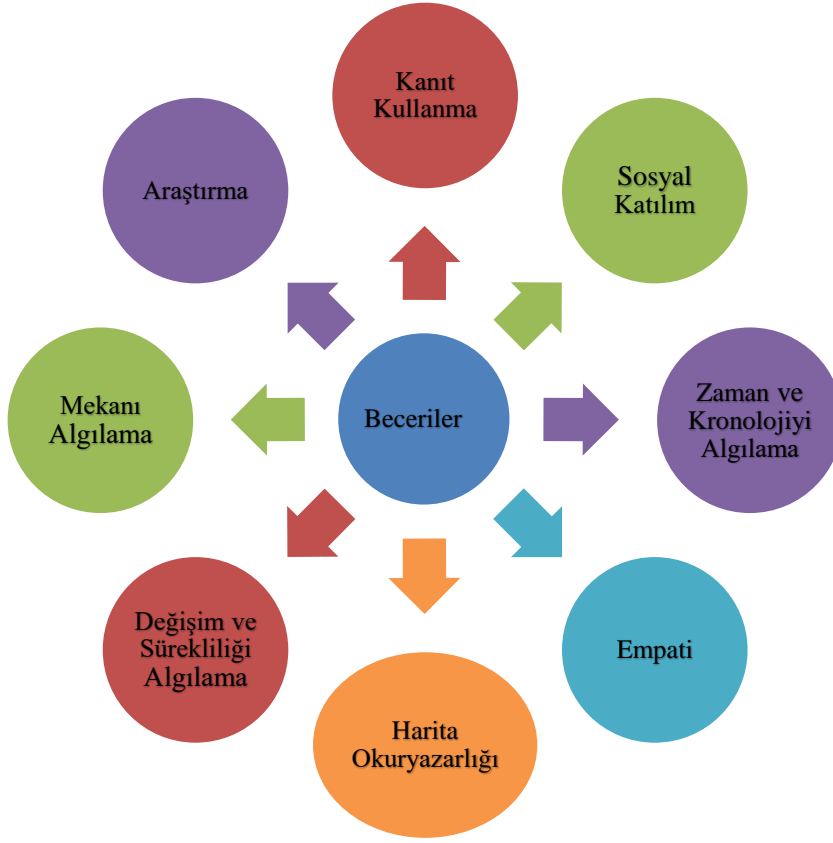 Kanıt
Kullanma
Sosyal
Katılım
Araştırma
Zaman ve
Kronolojiyi
Algılama
Mekanı
Algılama
Beceriler
Empati
Değişim ve
Sürekliliği
Algılama
Harita
Okuryazarlığı